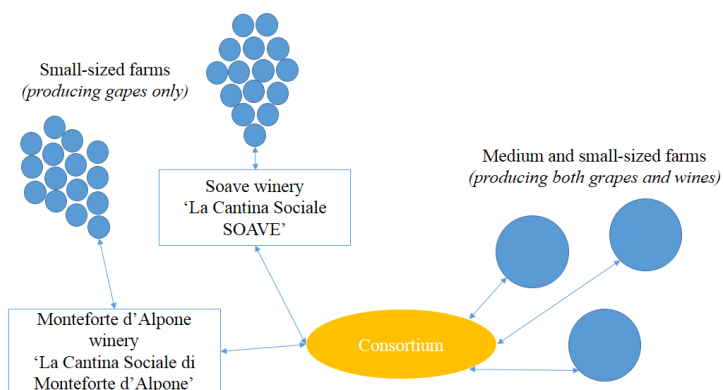 Small-sized farms
(producing gapes only)
Soave winery
‘La Cantina Sociale
SOAVE’
Medium and small-sized farms
(producing both grapes and wines)
Monteforte d’Alpone
winery
‘La Cantina Sociale di
Monteforte d’Alpone’
Consortium